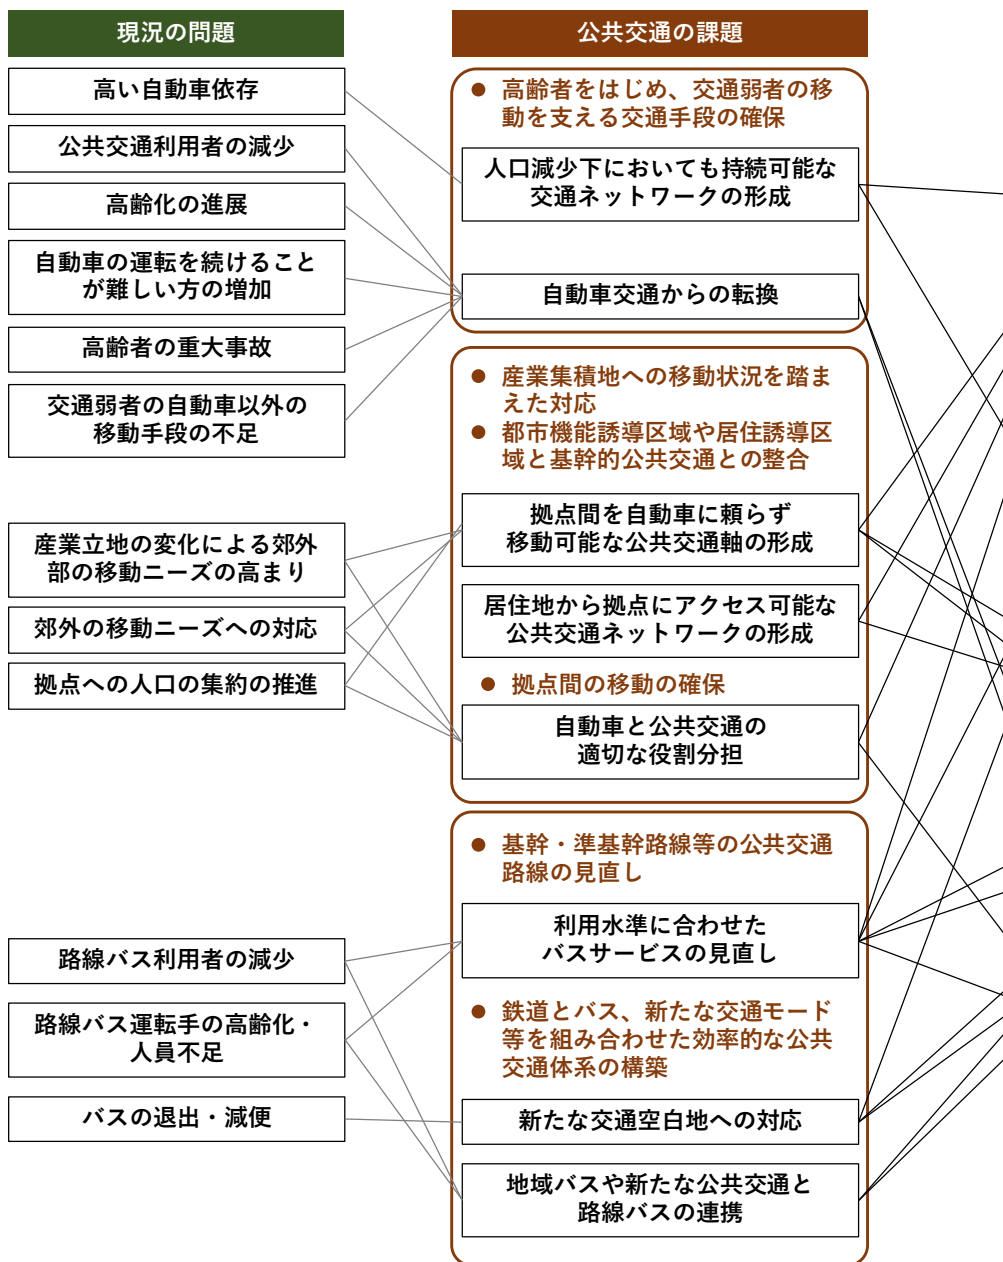 現況の問題
高い自動車依存
公共交通利用者の減少
高齢化の進展
自動車の運転を続けること
が難しい方の増加
高齢者の重大事故
交通弱者の自動車以外の
移動手段の不足
産業立地の変化による郊外
部の移動ニーズの高まり
郊外の移動ニーズへの対応
拠点への人口の集約の推進
路線バス利用者の減少
路線バス運転手の高齢化・
人員不足
バスの退出・減便
公共交通の課題
● 高齢者をはじめ、交通弱者の移
動を支える交通手段の確保
人口減少下においても持続可能な
交通ネットワークの形成
自動車交通からの転換
● 産業集積地への移動状況を踏ま
えた対応
● 都市機能誘導区域や居住誘導区
域と基幹的公共交通との整合
拠点間を自動車に頼らず
移動可能な公共交通軸の形成
居住地から拠点にアクセス可能な
公共交通ネットワークの形成
● 拠点間の移動の確保
自動車と公共交通の
適切な役割分担
● 基幹・準基幹路線等の公共交通
路線の見直し
利用水準に合わせた
バスサービスの見直し
● 鉄道とバス、新たな交通モード
等を組み合わせた効率的な公共
交通体系の構築
新たな交通空白地への対応
地域バスや新たな公共交通と
路線バスの連携